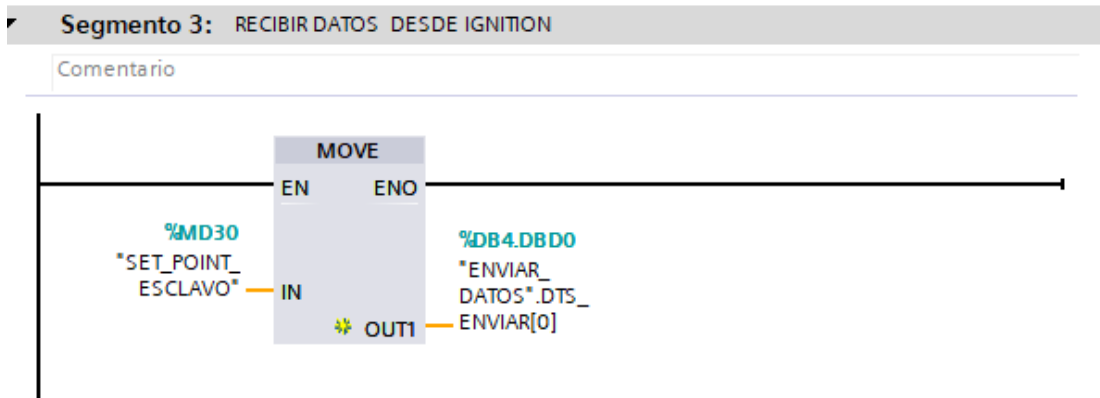 Segmento 3: RECIBIR DATOS DESDE IGNITION
Comentario
MOVE
EN ENO
%MD30
"SET_POINT_
ESCLAVO"
IN
%DB4.DBD0
"ENVIAR_
DATOS".DTS_
ENVIAR[0]
OUT1